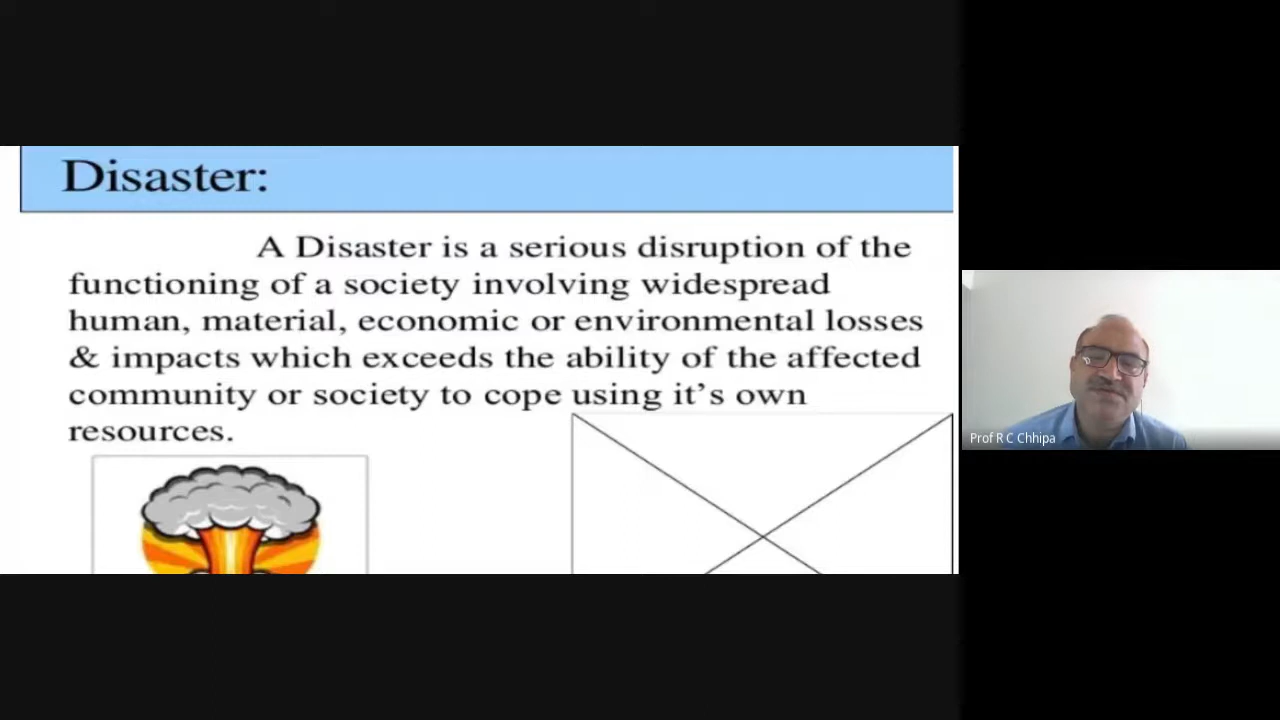 Disaster:
A Disaster is a serious disruption of the
functioning of a society involving widespread
human, material, economic or environmental losses
& impacts which exceeds the ability of the affected
community or society to cope using it’s own
resources.
Prof R C Chhipa